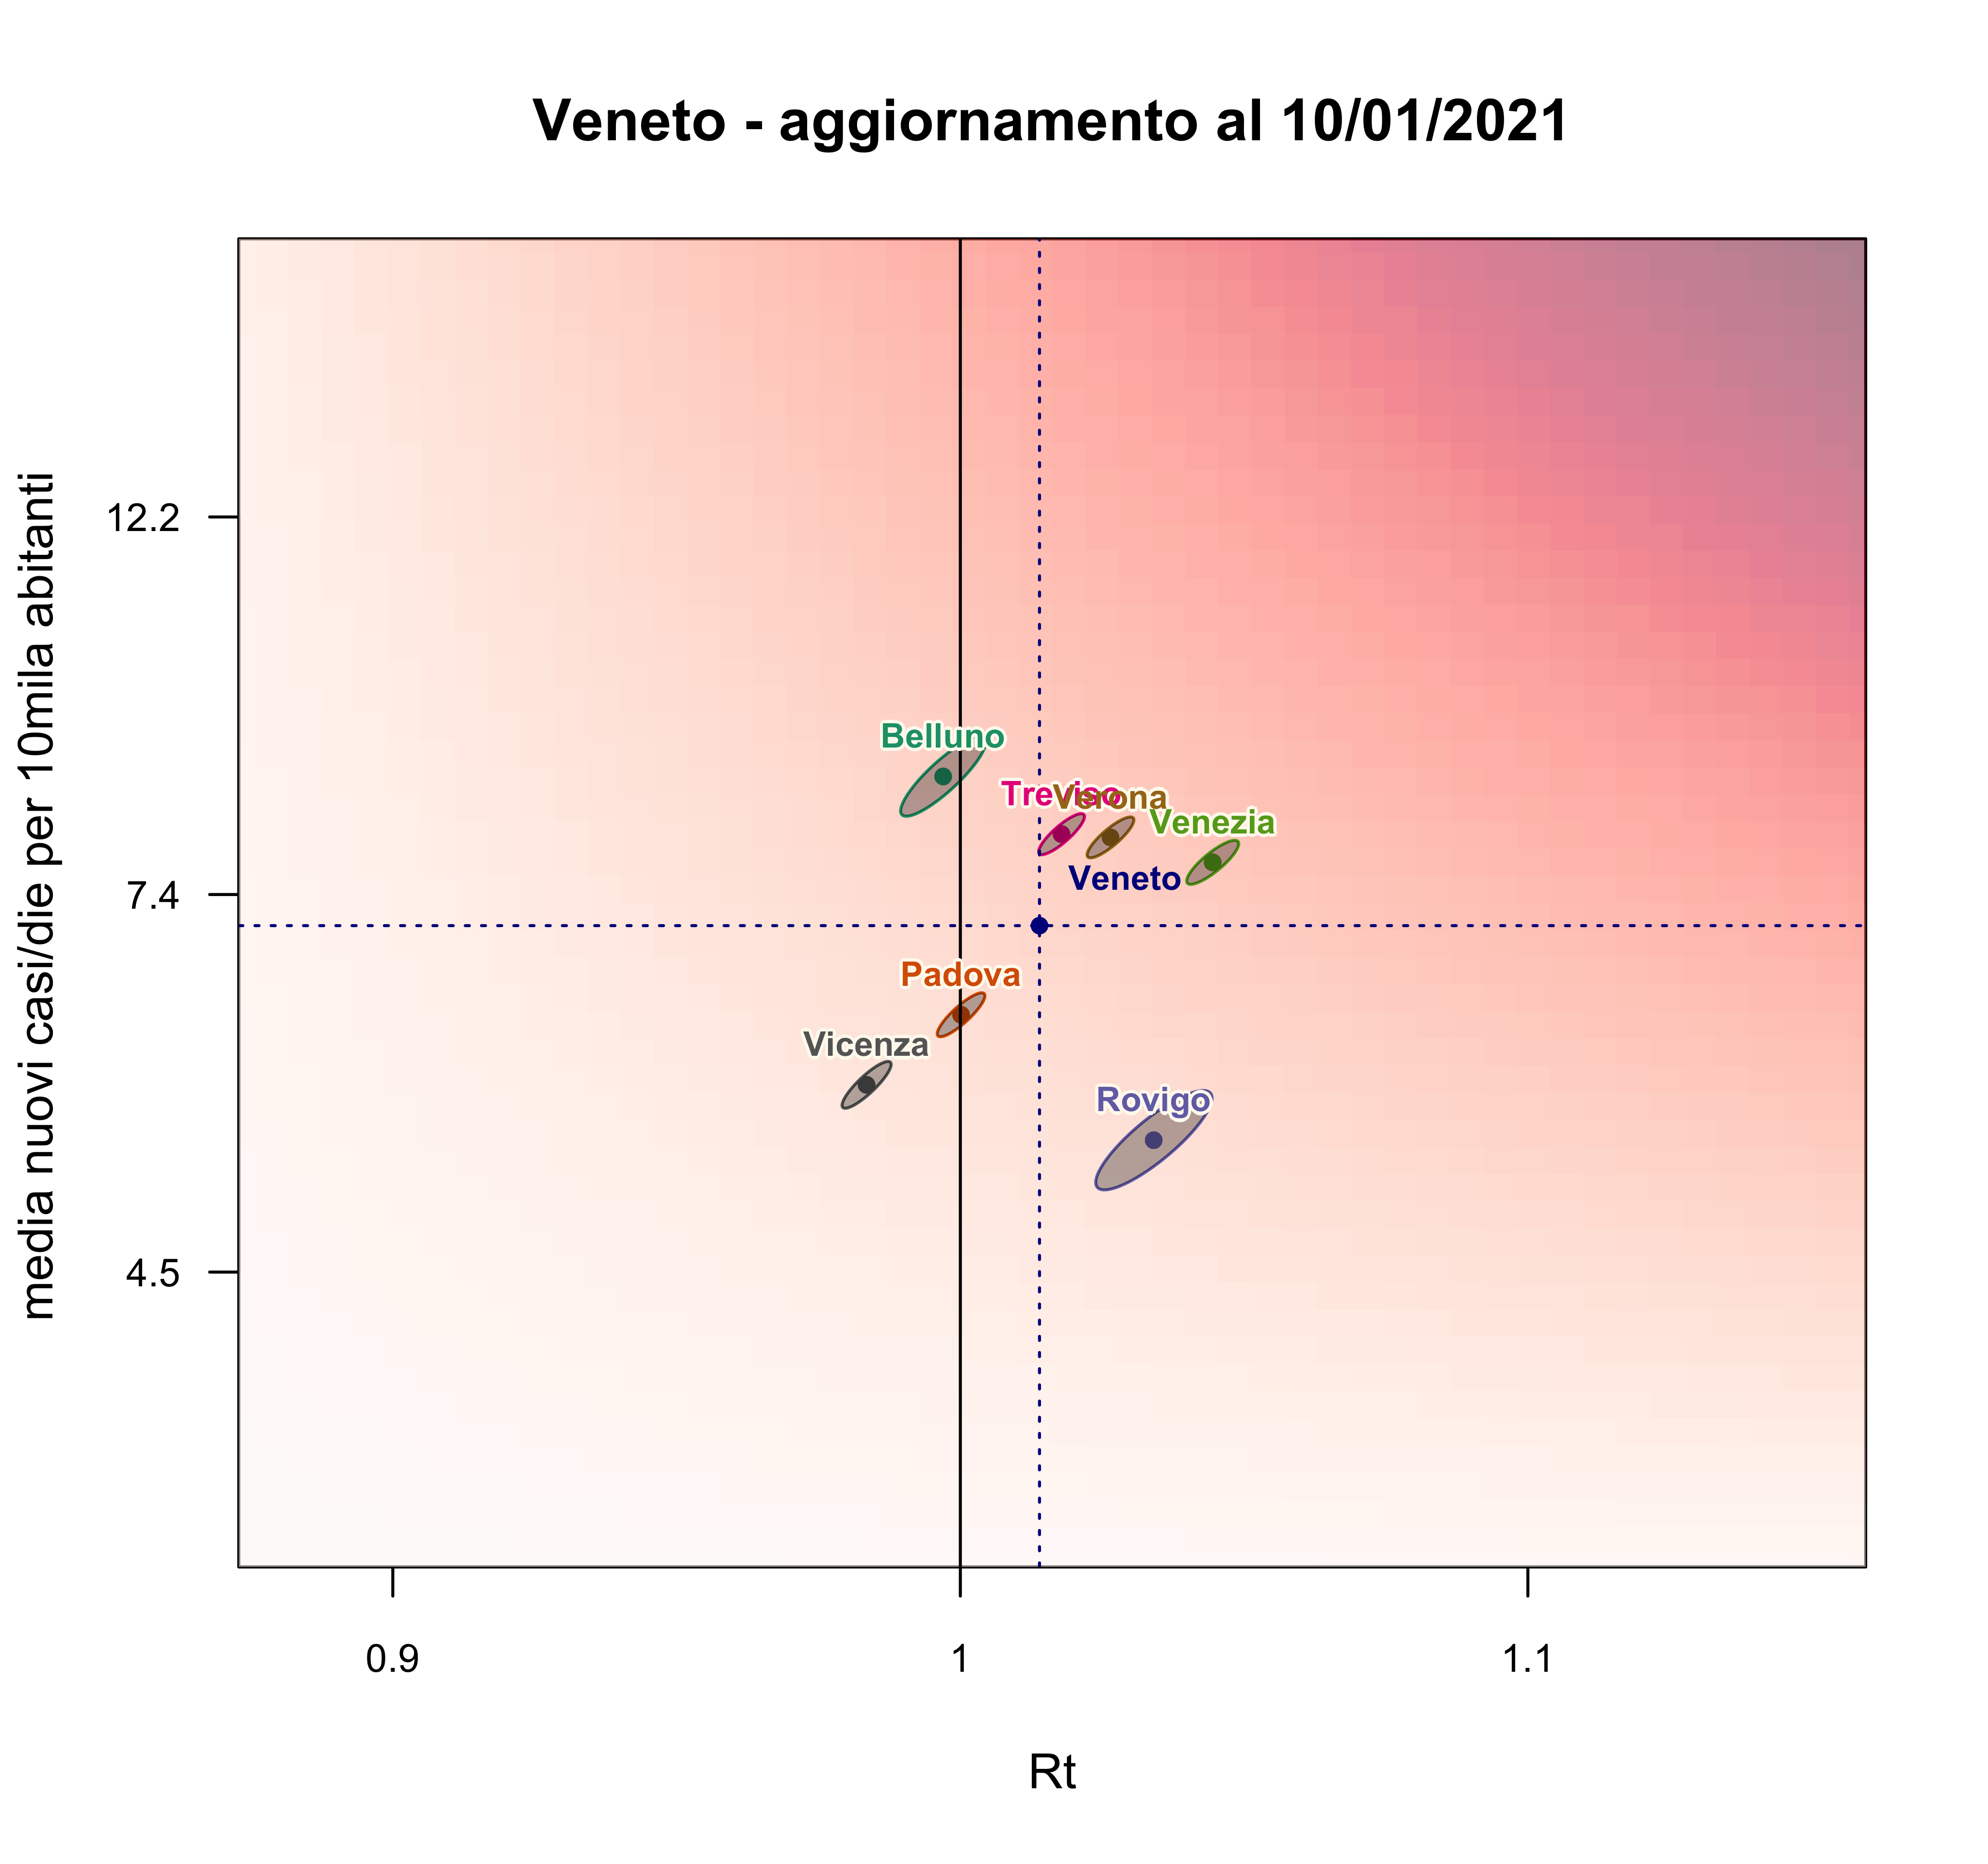 Veneto - aggiornamento al 10/01/2021
media nuovi casi/die per 10mila abitanti
12.2
7.4
4.5
Belluno
Treviso
Verona
Venezia
Veneto
Padova
Vicenza
Rovigo
0.9
1
1.1
Rt